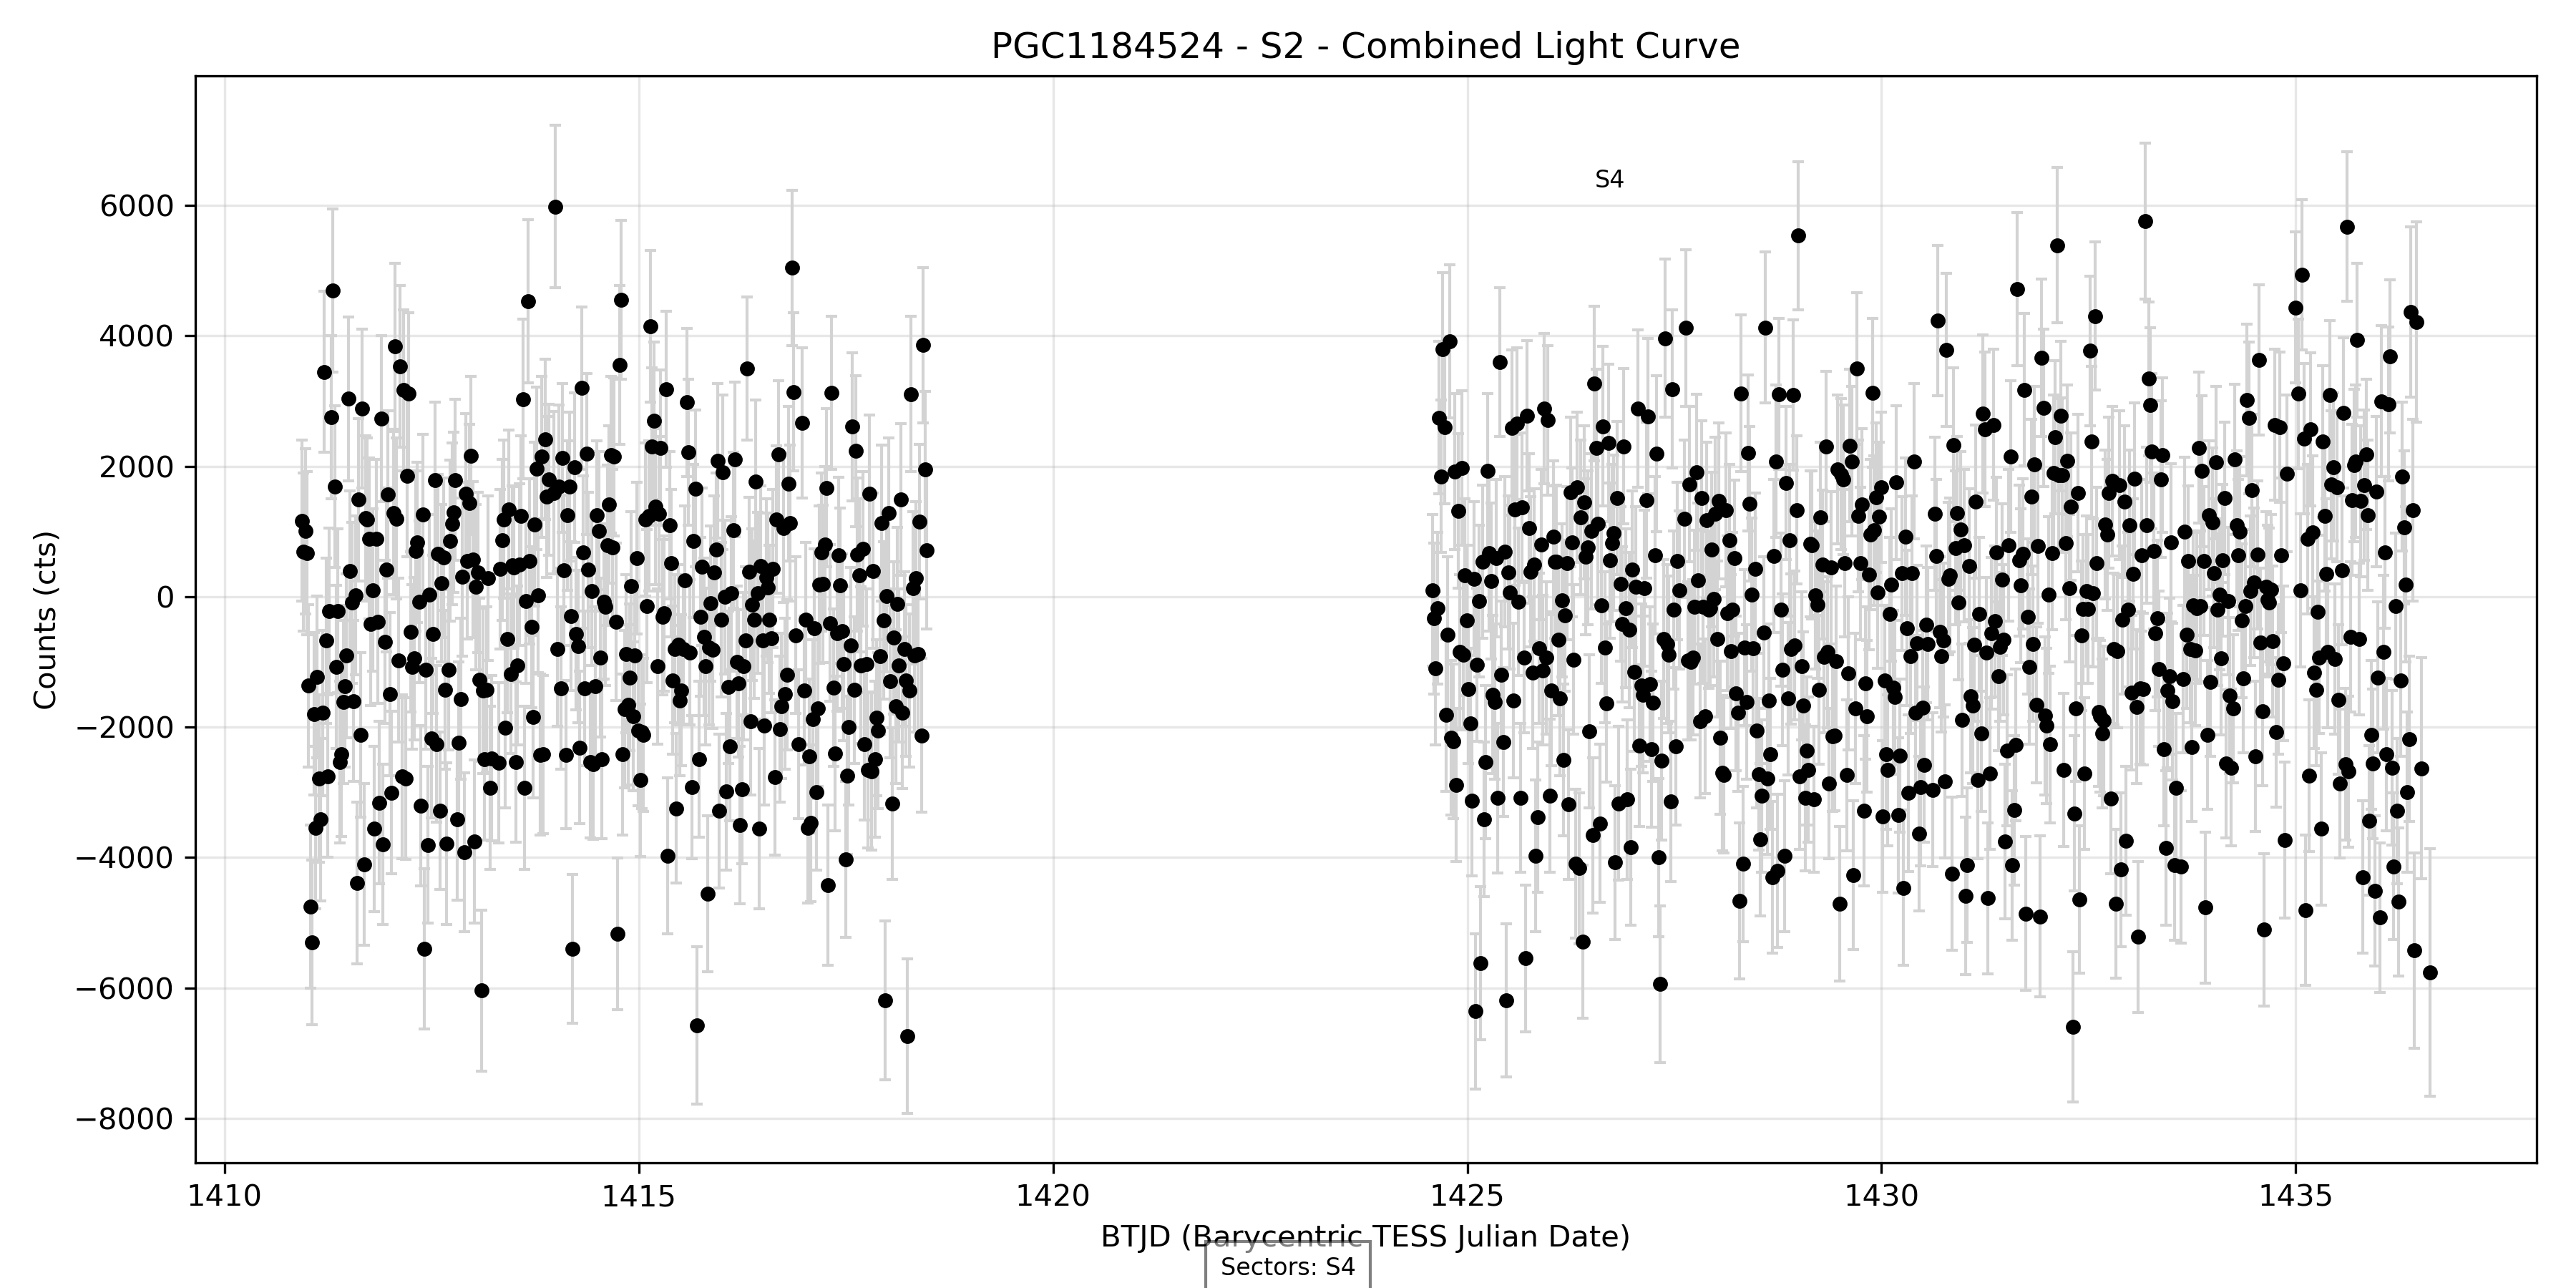 PGC1184524 - S2 - Combined Light Curve
S4
Counts (cts)
6000
4000
2000
0
−2000
−4000
−6000
−8000
1410
1415
1420
1425
1430
1435
BTJD (Barycentric TESS Julian Date)
Sectors: S4